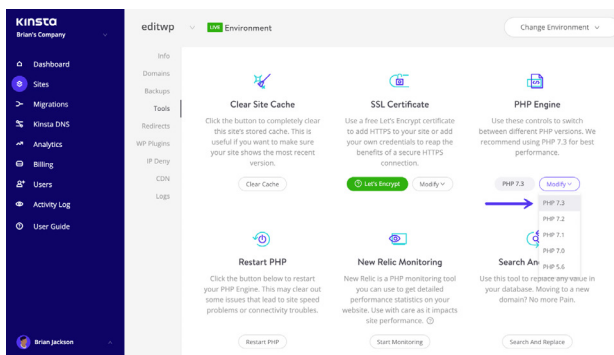 KINSTA
Brian's Company
Dashboard
Sites
Migrations
Kinsta DNS
Analytics
Billing
Users
Activity Log
User Guide
Brian Jackson
editwp
LIVE Environment
Change Environment
Info
Domains
Backups
Tools
Redirects
WP Plugins
IP Deny
CDN
Logs
Clear Site Cache
Click the button to completely clear
this site's stored cache. This is
useful if you want to make sure
your site shows the most recent
version.
Clear Cache
SSL Certificate
Use a free Let's Encrypt certificate
to add HTTPS to your site or add
your own credentials to reap the
benefits of a secure HTTPS
connection.
Let's Encrypt
Modify
PHP Engine
Use these controls to switch
between different PHP versions. We
recommend using PHP 7.3 for best
performance.
PHP 7.3
Modify
PHP 7.3
PHP 7.2
PHP 7.1
PHP 7.0
PHP 5.6
Restart PHP
Click the button below to restart
your PHP Engine. This may clear out
some issues that lead to site speed
problems or connectivity troubles.
Restart PHP
New Relic Monitoring
New Relic is a PHP monitoring tool
you can use to get detailed
performance statistics on your
website. Use with care as it impacts
site performance.
Start Monitoring
Search An
Use this tool to replace any value in
your database. Moving to a new
domain? No more Pain.
Search And Replace